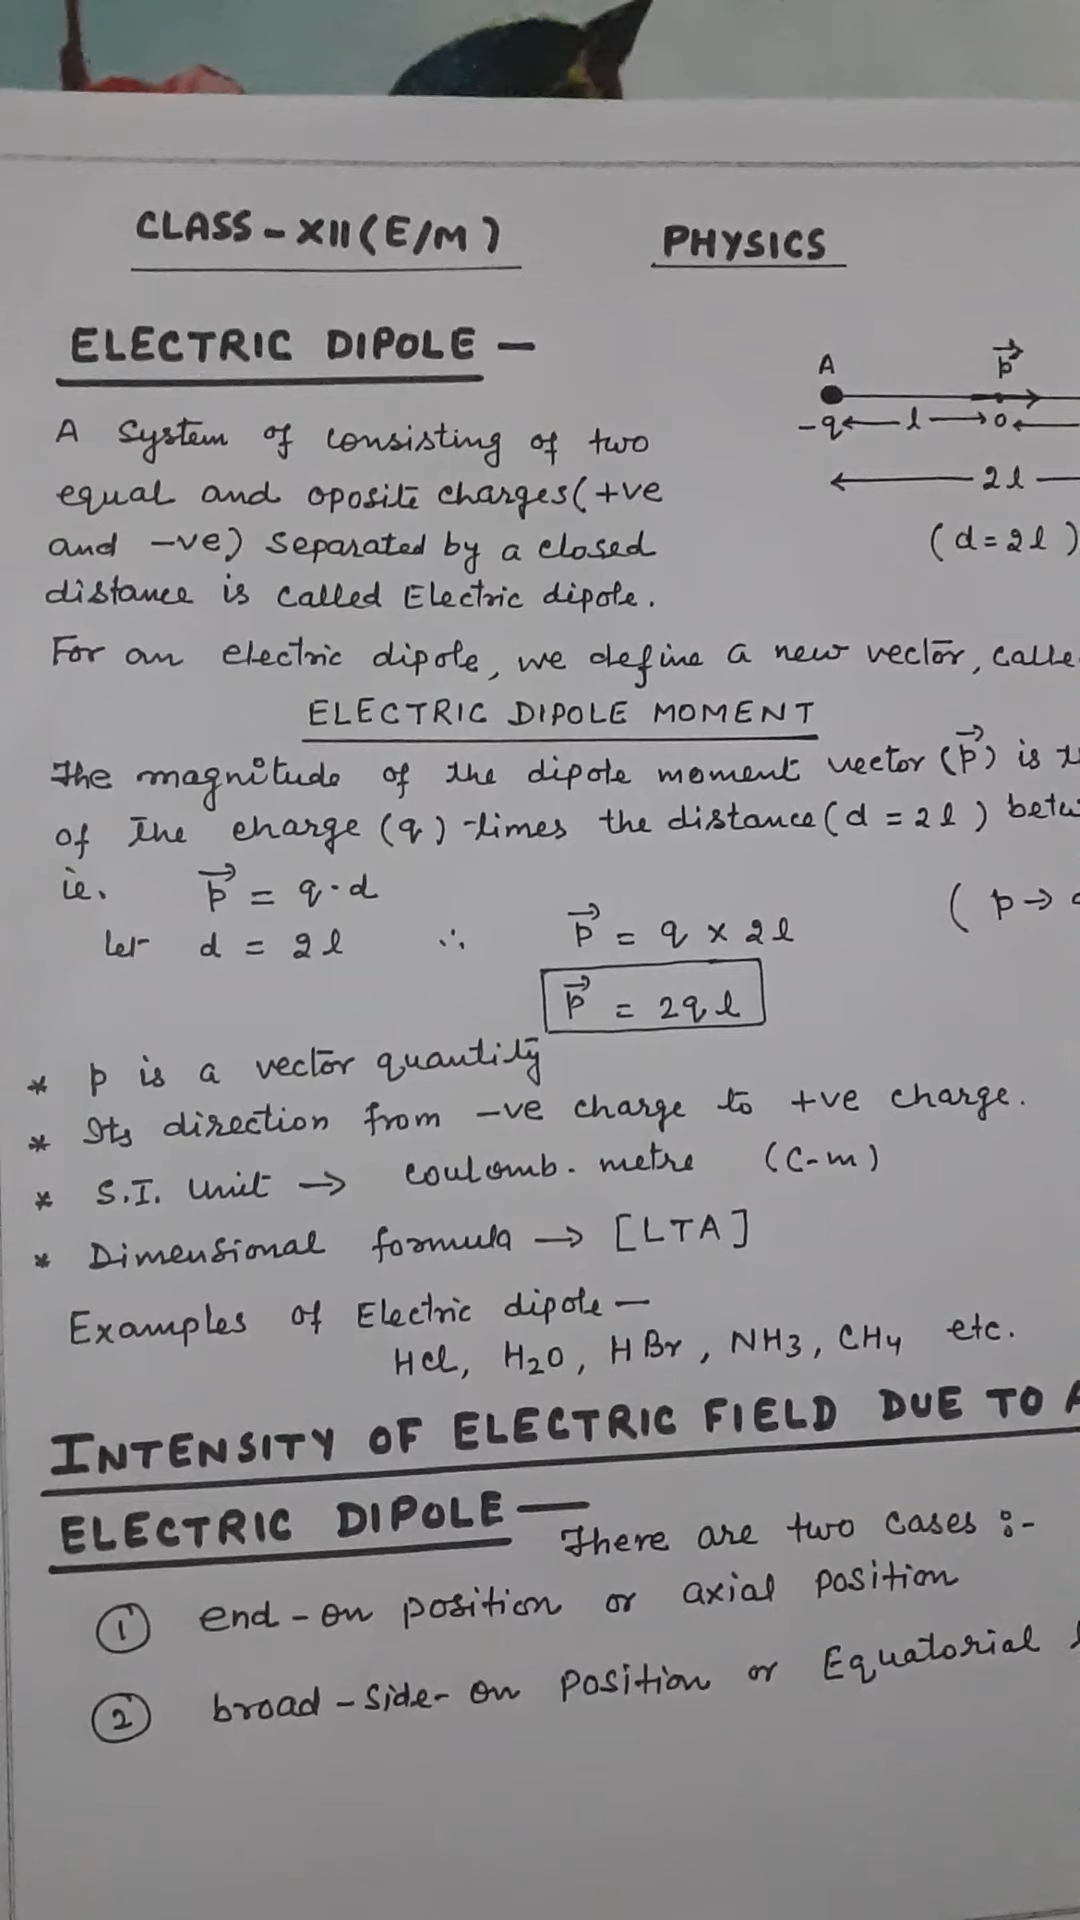 CLASS-XII(E/M) PHYSICS
ELECTRIC DIPOLE —
A p⃗
-q l o
2l
(d=2l)
A System of consisting of two
equal and oposite charges(+ve
and -ve) separated by a closed
distance is called Electric dipole.
For an electric dipole, we define a new vector,
ELECTRIC DIPOLE MOMENT
The magnitude of the dipole moment vector (p⃗) is
of The charge (q) -times the distance (d = 2l)
ie. p⃗ = q·d
let d = 2l ∴ p⃗ = q × 2l (p→
p⃗ = 2ql
* p is a vector quantity
* Its direction from -ve charge to +ve charge.
* S.I. Unit → coulomb. metre (C-m)
* Dimensional formula → [LTA]
Examples of Electric dipole —
HCl, H2O, HBr, NH3, CH4 etc.
INTENSITY OF ELECTRIC FIELD DUE TO
ELECTRIC DIPOLE — There are two cases :-
① end-on position or axial position
② broad-side-on position or Equatorial